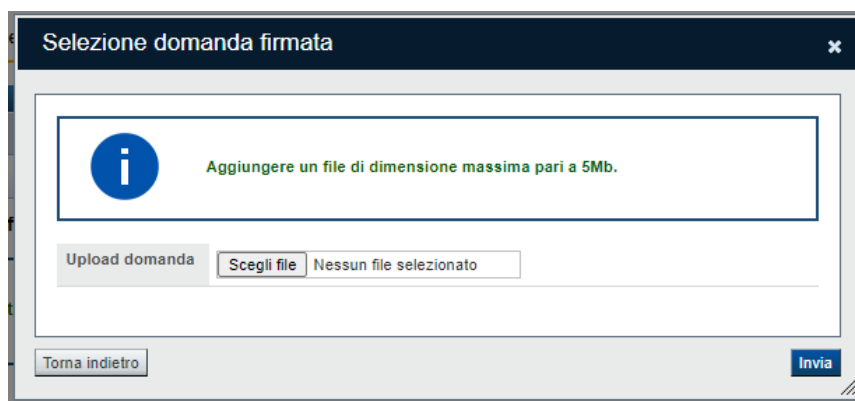 Selezione domanda firmata
Aggiungere un file di dimensione massima pari a 5Mb.
Upload domanda
Scegli file Nessun file selezionato
Torna indietro
Invia